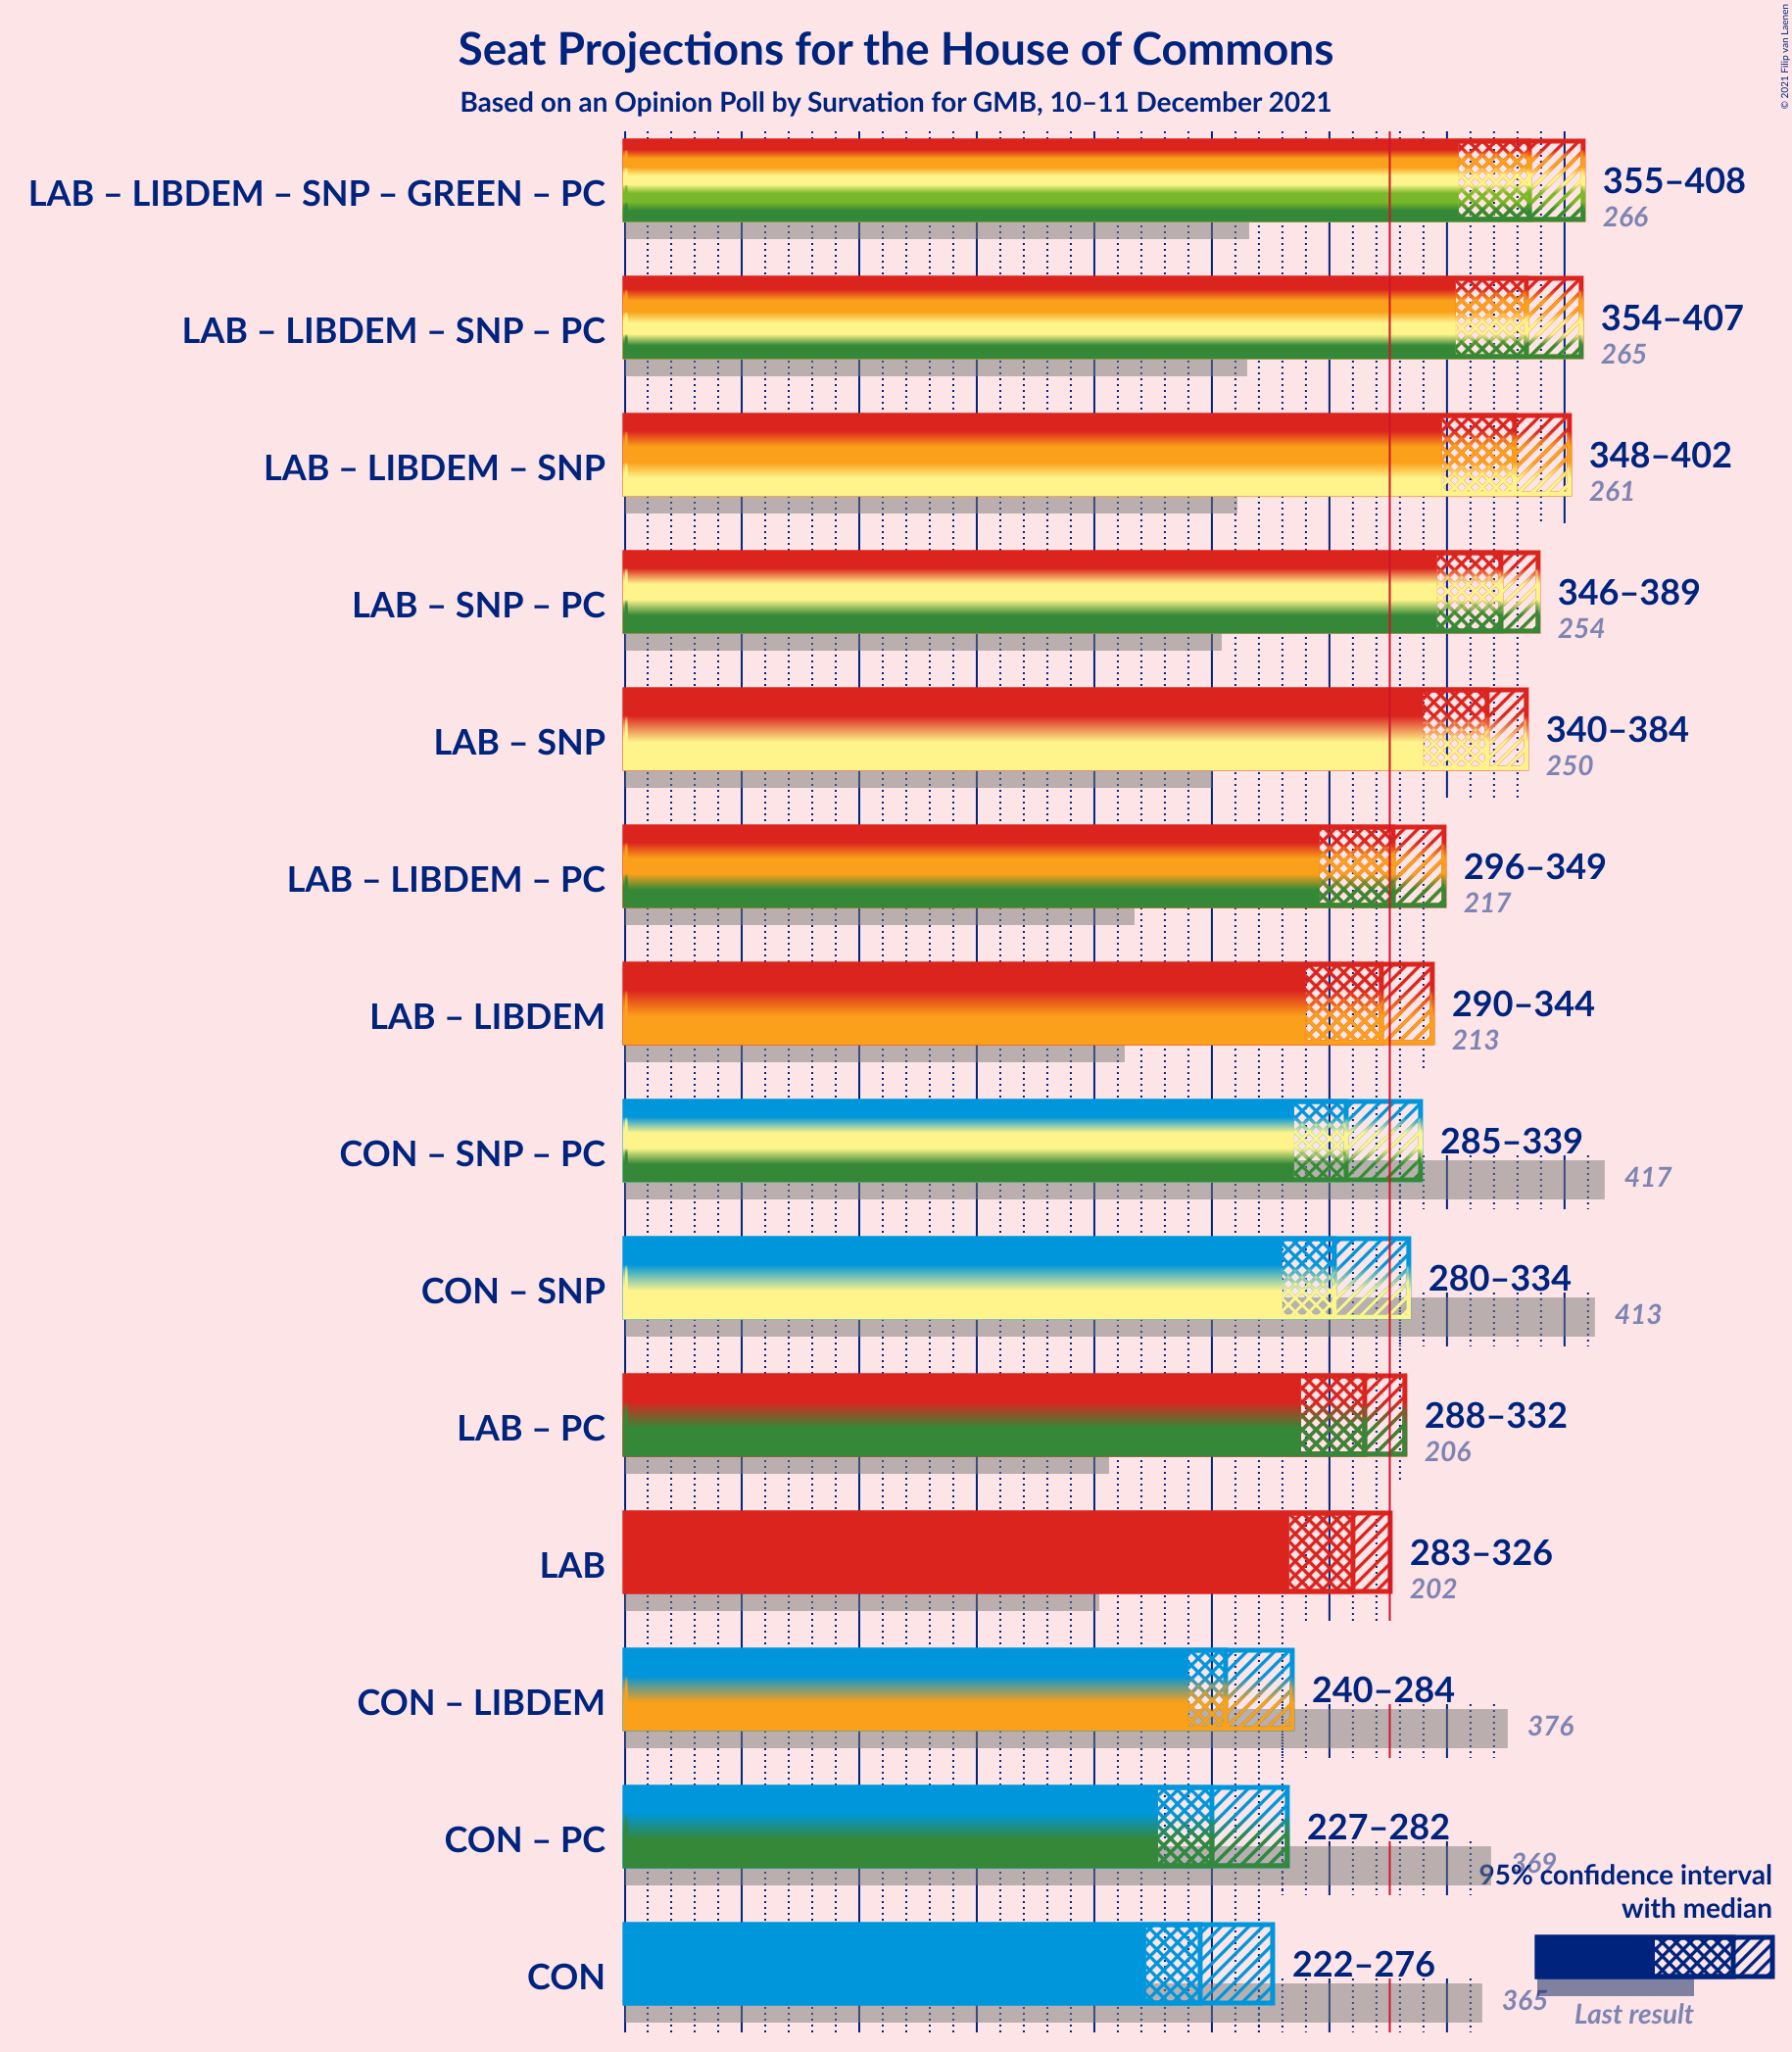 Seat Projections for the House of Commons
Based on an Opinion Poll by Survation for GMB, 10–11 December 2021
© 2021 Filip van Laenen
LAB – LIBDEM – SNP – GREEN – PC
355–408
266
LAB – LIBDEM – SNP – PC
354–407
265
LAB – LIBDEM – SNP
348–402
261
LAB – SNP – PC
346–389
254
LAB – SNP
340–384
250
LAB – LIBDEM – PC
296–349
217
LAB – LIBDEM
290–344
213
CON – SNP – PC
285–339
417
CON – SNP
280–334
413
LAB – PC
288–332
206
LAB
283–326
202
CON – LIBDEM
240–284
376
CON – PC
227–282
369
CON
222–276
365
95% confidence interval
with median
Last result